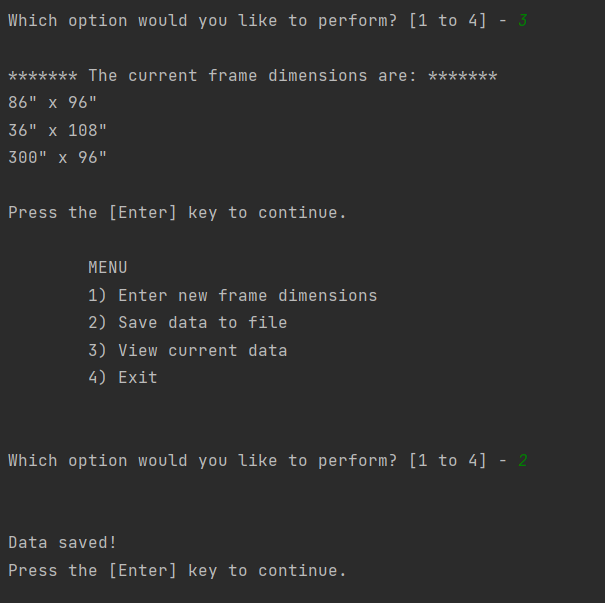 Which option would you like to perform? [1 to 4] - 3
******* The current frame dimensions are: *******
86" x 96"
36" x 108"
300" x 96"
Press the [Enter] key to continue.
MENU
1) Enter new frame dimensions
2) Save data to file
3) View current data
4) Exit
Which option would you like to perform? [1 to 4] - 2
Data saved!
Press the [Enter] key to continue.